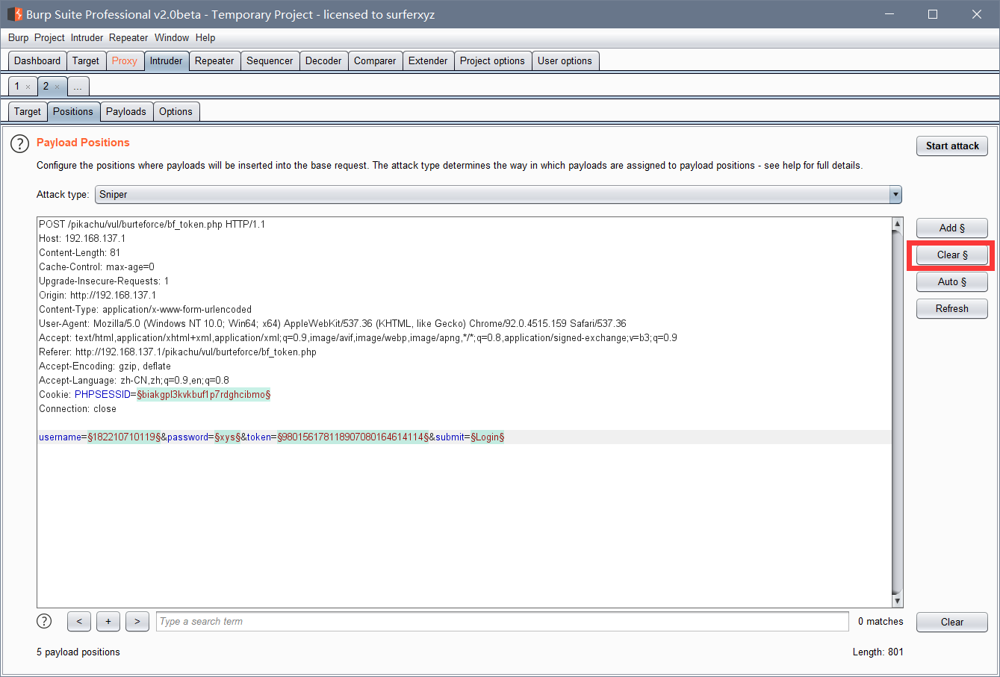 Burp Suite Professional v2.0beta - Temporary Project - licensed to surferxyz
Burp Project Intruder Repeater Window Help
Dashboard Target Proxy Intruder Repeater Sequencer Decoder Comparer Extender Project options User options
1 × 2 × ...
Target Positions Payloads Options
? Payload Positions
Start attack
Configure the positions where payloads will be inserted into the base request. The attack type determines the way in which payloads are assigned to payload positions - see help for full details.
Attack type: Sniper
POST /pikachu/vul/burteforce/bf_token.php HTTP/1.1
Host: 192.168.137.1
Content-Length: 81
Cache-Control: max-age=0
Upgrade-Insecure-Requests: 1
Origin: http://192.168.137.1
Content-Type: application/x-www-form-urlencoded
User-Agent: Mozilla/5.0 (Windows NT 10.0; Win64; x64) AppleWebKit/537.36 (KHTML, like Gecko) Chrome/92.0.4515.159 Safari/537.36
Accept: text/html,application/xhtml+xml,application/xml;q=0.9,image/avif,image/webp,image/apng,*/*;q=0.8,application/signed-exchange;v=b3;q=0.9
Referer: http://192.168.137.1/pikachu/vul/burteforce/bf_token.php
Accept-Encoding: gzip, deflate
Accept-Language: zh-CN,zh;q=0.9,en;q=0.8
Cookie: PHPSESSID=§biakgpl3kvkbuf1p7rdghcibmo§
Connection: close
username=§182210710119§&password=§xys§&token=§980156178118907080164614114§&submit=§Login§
Add §
Clear §
Auto §
Refresh
? < + > Type a search term 0 matches Clear
5 payload positions Length: 801